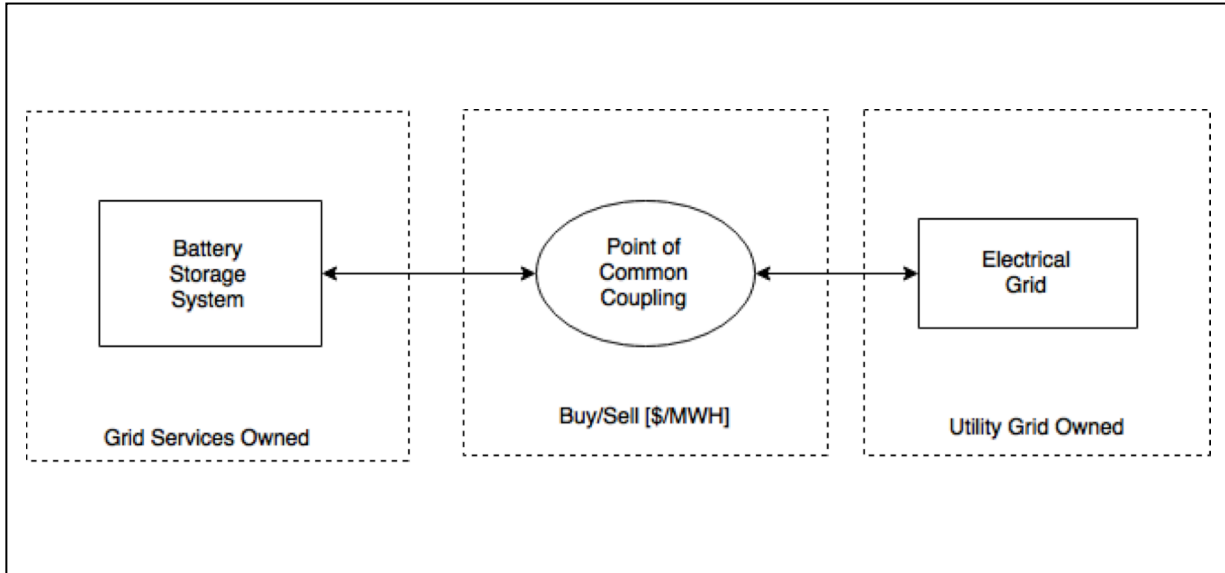 Battery
Storage
System
Grid Services Owned
Point of
Common
Coupling
Buy/Sell [$/MWH]
Electrical
Grid
Utility Grid Owned